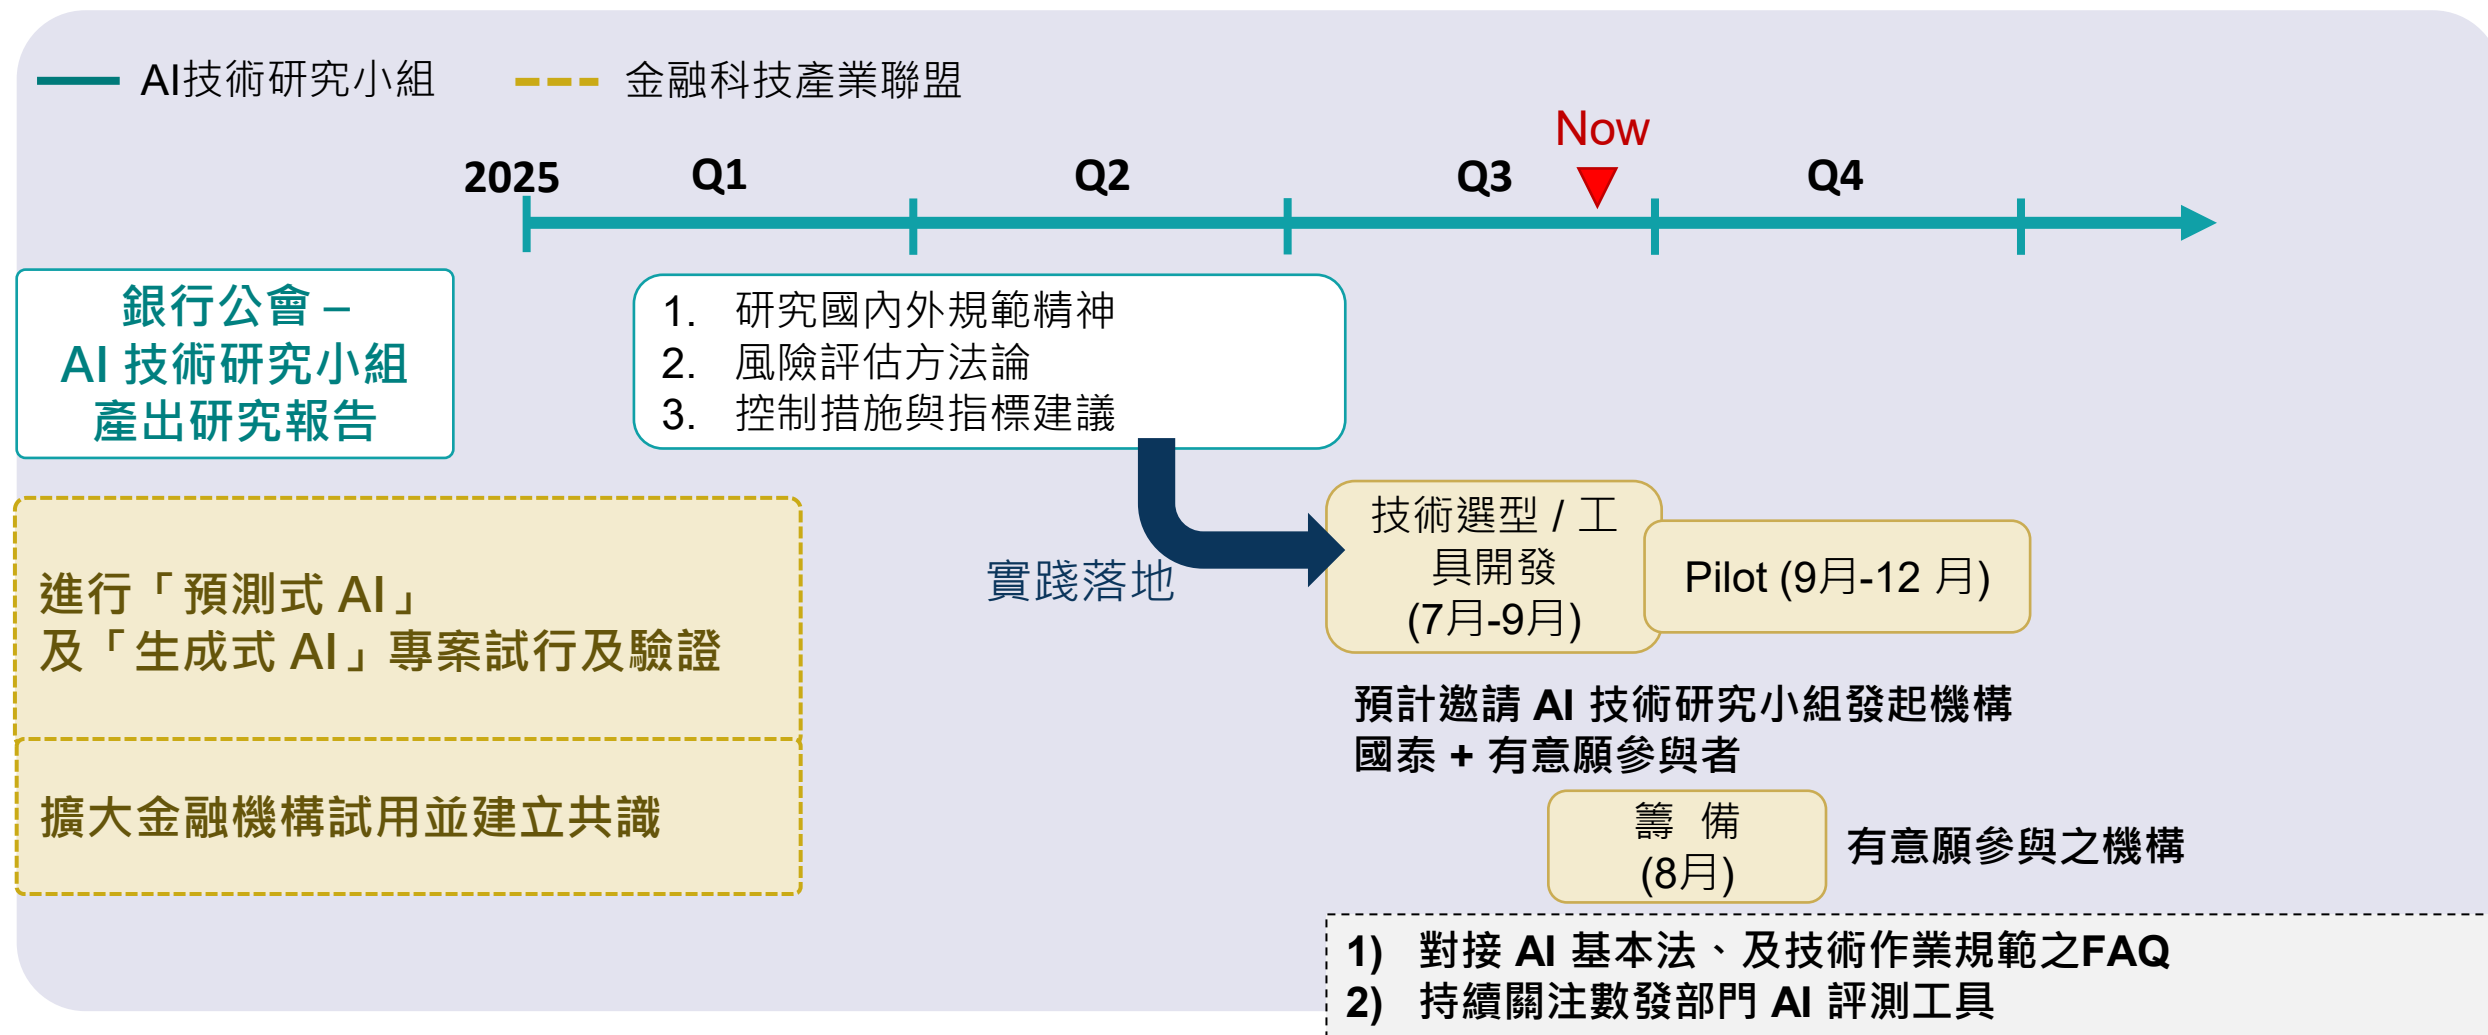 AI技術研究小組
金融科技產業聯盟
Now
2025 Q1 Q2 Q3 Q4
銀行公會 –
AI 技術研究小組
產出研究報告
1. 研究國內外規範精神
2. 風險評估方法論
3. 控制措施與指標建議
進行「預測式 AI」
及「生成式 AI」專案試行及驗證
實踐落地
技術選型 / 工
具開發
(7月-9月)
Pilot (9月-12 月)
預計邀請 AI 技術研究小組發起機構
國泰 + 有意願參與者
擴大金融機構試用並建立共識
籌 備
(8月)
有意願參與之機構
1) 對接 AI 基本法、及技術作業規範之FAQ
2) 持續關注數發部門 AI 評測工具